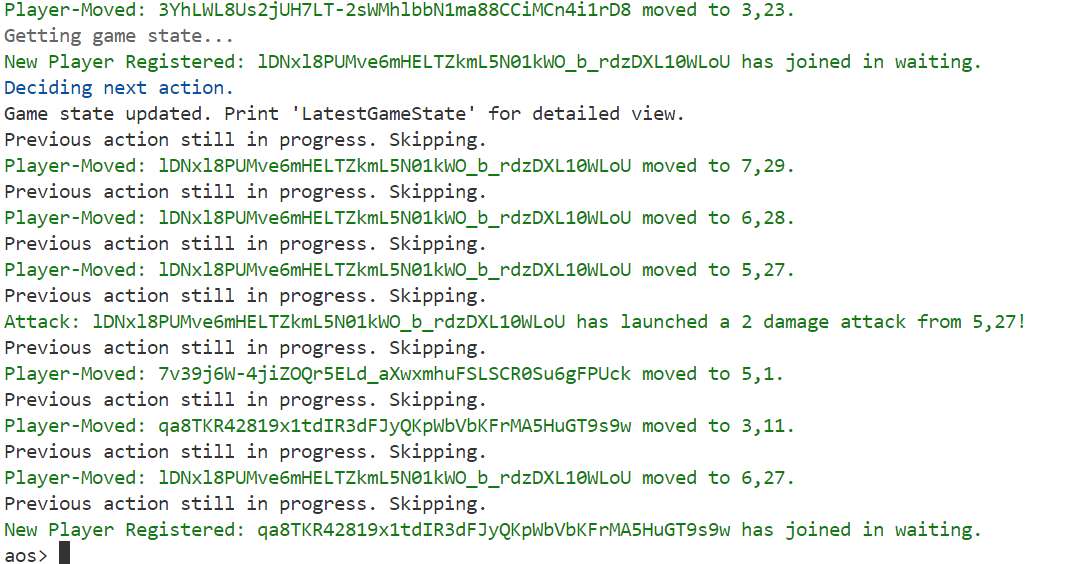 Player-Moved: 3YhLWL8Us2jUH7LT-2sWMhlbbN1ma88CCiMCn4i1rD8 moved to 3,23.
Getting game state...
New Player Registered: lDNxl8PUMve6mHELTZkmL5N01kWO_b_rdzDXL10WLoU has joined in waiting.
Deciding next action.
Game state updated. Print 'LatestGameState' for detailed view.
Previous action still in progress. Skipping.
Player-Moved: lDNxl8PUMve6mHELTZkmL5N01kWO_b_rdzDXL10WLoU moved to 7,29.
Previous action still in progress. Skipping.
Player-Moved: lDNxl8PUMve6mHELTZkmL5N01kWO_b_rdzDXL10WLoU moved to 6,28.
Previous action still in progress. Skipping.
Player-Moved: lDNxl8PUMve6mHELTZkmL5N01kWO_b_rdzDXL10WLoU moved to 5,27.
Previous action still in progress. Skipping.
Attack: lDNxl8PUMve6mHELTZkmL5N01kWO_b_rdzDXL10WLoU has launched a 2 damage attack from 5,27!
Previous action still in progress. Skipping.
Player-Moved: 7v39j6W-4jiZOQr5ELd_aXwxmhuFSLSCR0Su6gFPUck moved to 5,1.
Previous action still in progress. Skipping.
Player-Moved: qa8TKR42819x1tdIR3dFJyQKpWbVbKFrMA5HuGT9s9w moved to 3,11.
Previous action still in progress. Skipping.
Player-Moved: lDNxl8PUMve6mHELTZkmL5N01kWO_b_rdzDXL10WLoU moved to 6,27.
Previous action still in progress. Skipping.
New Player Registered: qa8TKR42819x1tdIR3dFJyQKpWbVbKFrMA5HuGT9s9w has joined in waiting.
aos>